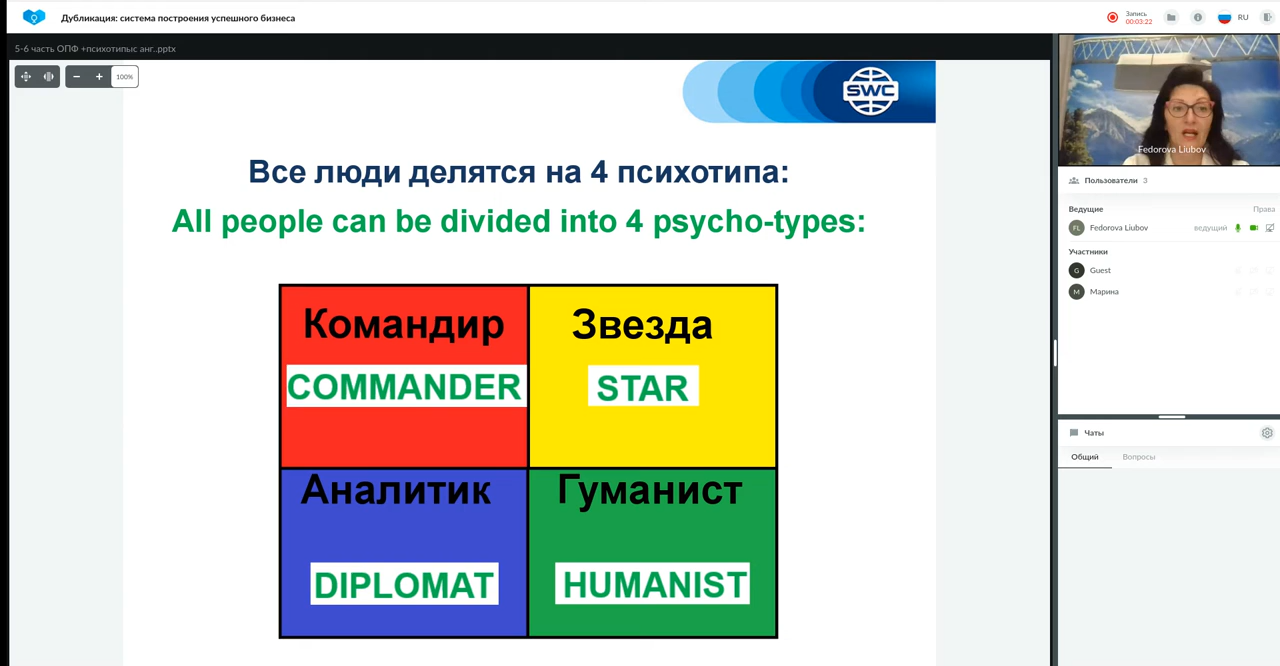 Дубликация: система построения успешного бизнеса
Запись
00:03:22
RU
5-6 часть ОПФ +психотипыс анг..pptx
100%
SWC
Все люди делятся на 4 психотипа:
All people can be divided into 4 psycho-types:
Командир
COMMANDER
Звезда
STAR
Аналитик
DIPLOMAT
Гуманист
HUMANIST
Fedorova Liubov
Пользователи 3
Ведущие
Права
FL Fedorova Liubov ведущий
Участники
G Guest
М Марина
Чаты
Общий Вопросы